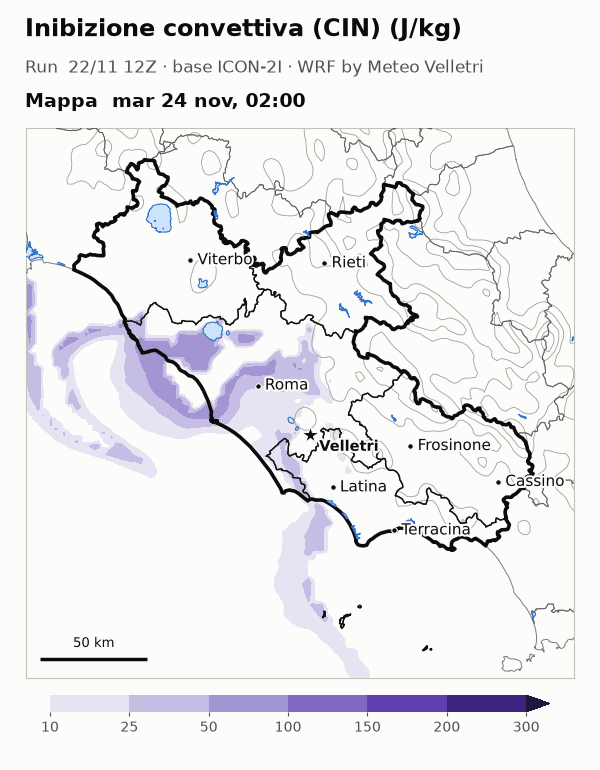 Inibizione convettiva (CIN) (J/kg)
Run  22/11 12Z · base ICON-2I · WRF by Meteo Velletri
Mappa  mar 24 nov, 02:00
Viterbo
Rieti
Roma
Velletri
Frosinone
Latina
Cassino
Terracina
50 km
10 25 50 100 150 200 300